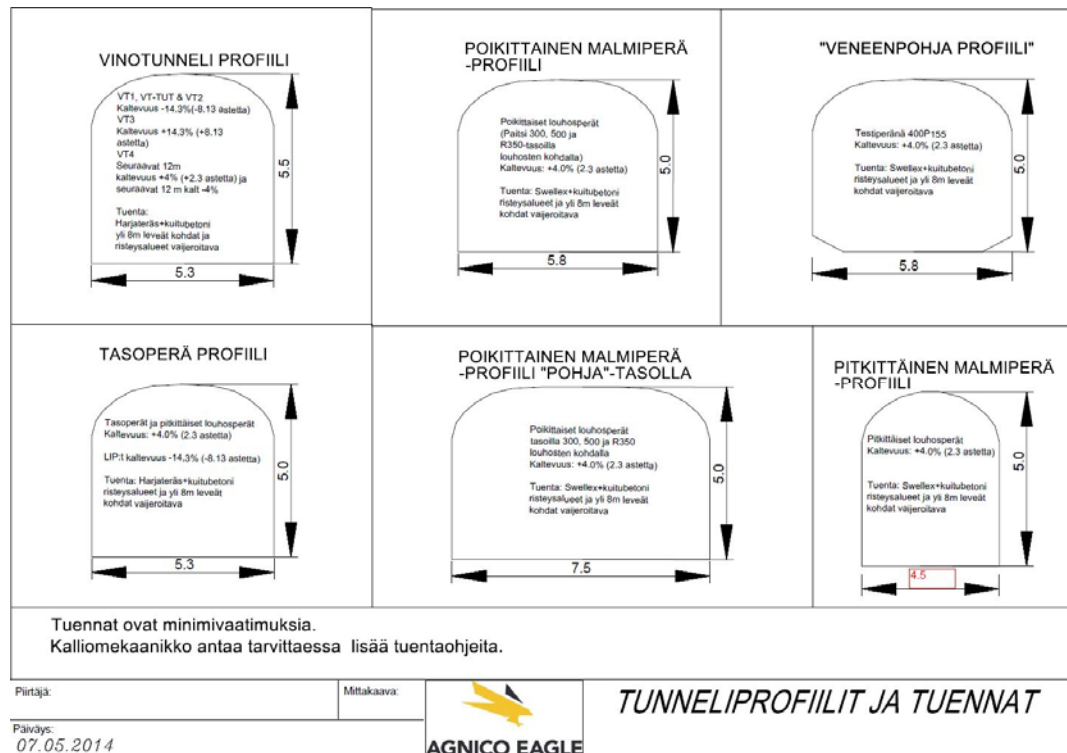 VINOTUNNELI PROFIILI
VT1, VT-TUT & VT2
Kaltevuus -14.3%(-8.13 astetta)
VT3
Kaltevuus +14.3% (+8.13
astetta)
VT4
Seuraavat 12m
kaltevuus +4% (+2.3 astetta) ja
seuraavat 12 m kalt -4%
Tuenta:
Harjateräs+kuitubetoni
yli 8m leveät kohdat ja
risteysalueet vaijeroitava
5.5
5.3
POIKITTAINEN MALMIPERÄ
-PROFIILI
Poikittaiset louhosperät
(Paitsi 300, 500 ja
R350-tasoilla
louhosten kohdalla)
Kaltevuus: +4.0% (2.3 astetta)
Tuenta: Swellex+kuitubetoni
risteysalueet ja yli 8m leveät
kohdat vaijeroitava
5.0
5.8
"VENEENPOHJA PROFIILI"
Testiperänä 400P155
Kaltevuus: +4.0% (2.3 astetta)
Tuenta: Swellex+kuitubetoni
risteysalueet ja yli 8m leveät
kohdat vaijeroitava
5.0
5.8
TASOPERÄ PROFIILI
Tasoperät ja pitkittäiset louhosperät
Kaltevuus: +4.0% (2.3 astetta)
LIP:t kaltevuus -14,3% (-8.13 astetta)
Tuenta: Harjateräs+kuitubetoni
risteysalueet ja yli 8m leveät
kohdat vaijeroitava
5.0
5.3
POIKITTAINEN MALMIPERÄ
-PROFIILI "POHJA"-TASOLLA
Poikittaiset louhosperät
tasoilla 300, 500 ja R350
louhosten kohdalla
Kaltevuus: +4.0% (2.3 astetta)
Tuenta: Swellex+kuitubetoni
risteysalueet ja yli 8m leveät
kohdat vaijeroitava
5.0
7.5
PITKITTÄINEN MALMIPERÄ
-PROFIILI
Pitkittäiset louhosperät
Kaltevuus: +4.0% (2.3 astetta)
Tuenta: Swellex+kuitubetoni
risteysalueet ja yli 8m leveät
kohdat vaijeroitava
5.0
4.5
Tuennat ovat minimivaatimuksia.
Kalliomekaanikko antaa tarvittaessa lisää tuentaohjeita.
Piirtäjä:
Mittakaava:
Päiväys:
07.05.2014
AGNICO EAGLE
TUNNELIPROFIILIT JA TUENNAT